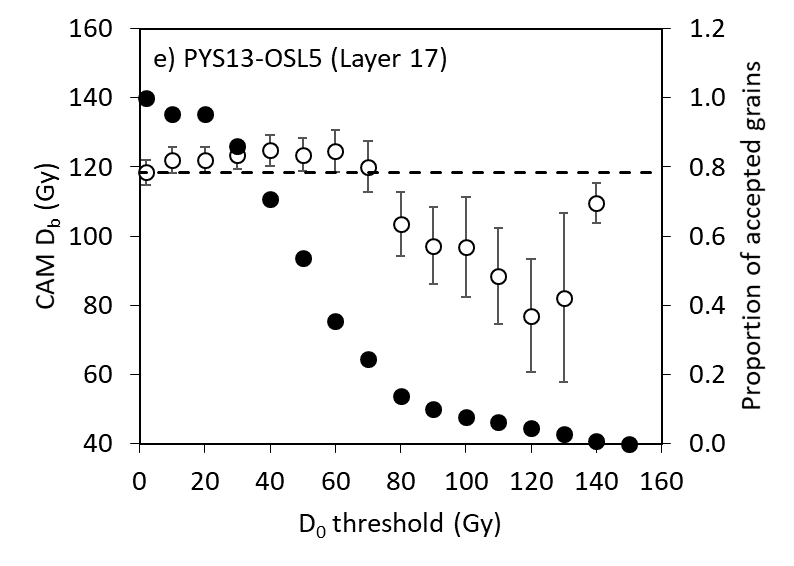 e) PYS13-OSL5 (Layer 17)
160
140
120
100
80
60
40
CAM Db (Gy)
1.2
1.0
0.8
0.6
0.4
0.2
0.0
Proportion of accepted grains
0 20 40 60 80 100 120 140 160
D0 threshold (Gy)